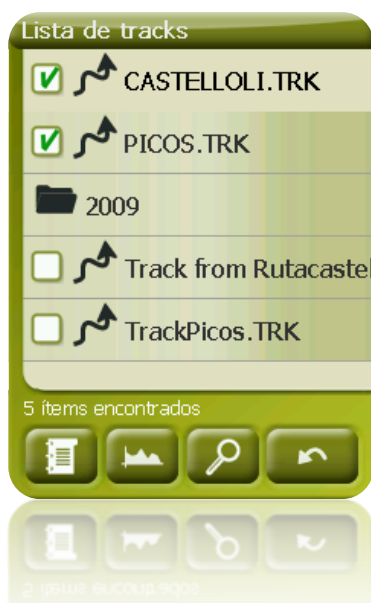 Lista de tracks
CASTELLOLI.TRK
PICOS.TRK
2009
Track from Rutacastel
TrackPicos.TRK
5 ítems encontrados